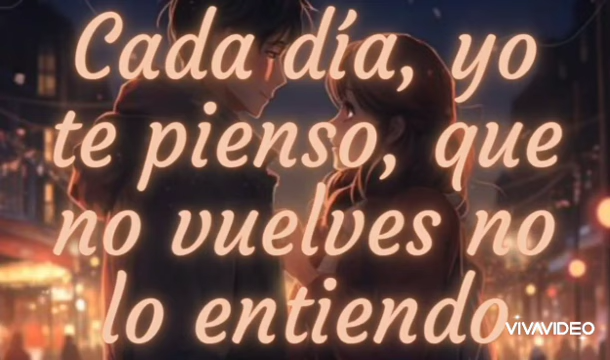 Cada día, yo
te pienso, que
no vuelves no
lo entiendo
VIVAVIDEO